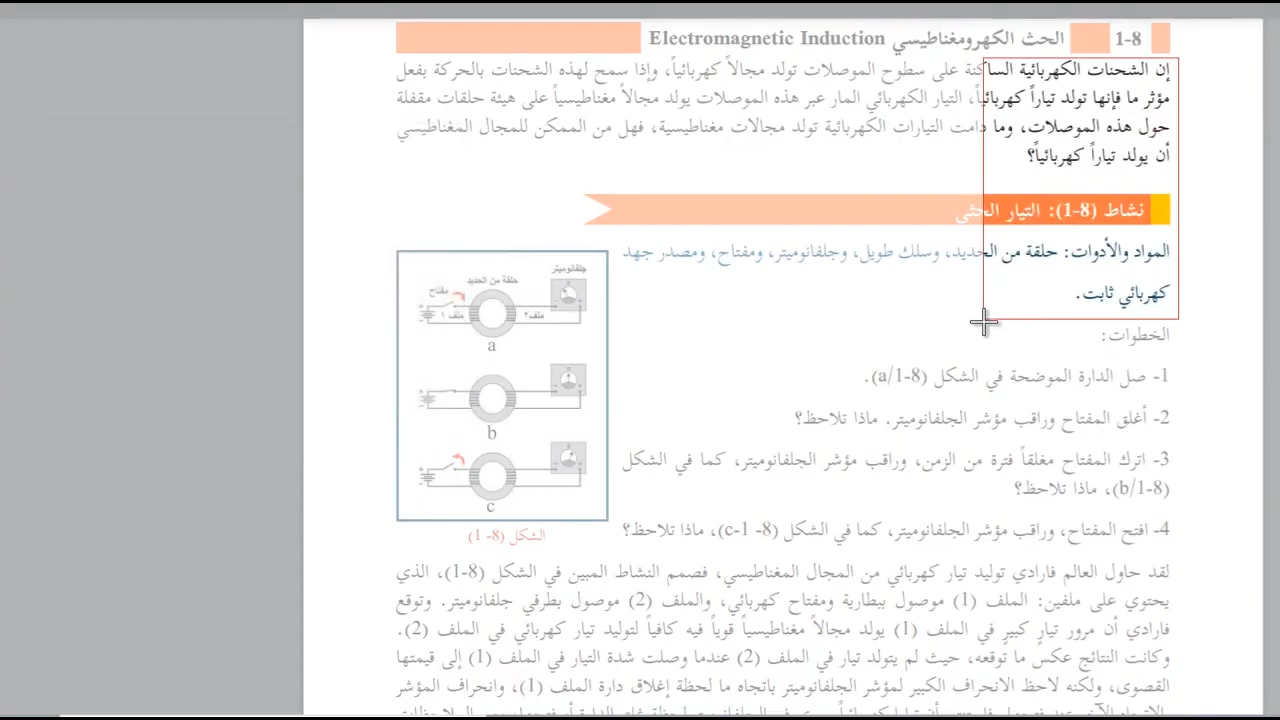 1-8 الحث الكهرومغناطيسي Electromagnetic Induction
إن الشحنات الكهربائية الساكنة على سطوح الموصلات تولد مجالاً كهربائياً، وإذا سمح لهذه الشحنات بالحركة بفعل
مؤثر ما فإنها تولد تياراً كهربائياً، التيار الكهربائي المار عبر هذه الموصلات يولد مجالاً مغناطيسياً على هيئة حلقات مقفلة
حول هذه الموصلات، وما دامت التيارات الكهربائية تولد مجالات مغناطيسية، فهل من الممكن للمجال المغناطيسي
أن يولد تياراً كهربائياً؟
نشاط (8-1): التيار الحثي
المواد والأدوات: حلقة من الحديد، وسلك طويل، وجلفانوميتر، ومفتاح، ومصدر جهد
كهربائي ثابت.
الخطوات:
1- صل الدارة الموضحة في الشكل (8-1/a).
2- أغلق المفتاح وراقب مؤشر الجلفانوميتر. ماذا تلاحظ؟
3- اترك المفتاح مغلقاً فترة من الزمن، وراقب مؤشر الجلفانوميتر، كما في الشكل
(8-1/b)، ماذا تلاحظ؟
4- افتح المفتاح، وراقب مؤشر الجلفانوميتر، كما في الشكل (8- 1-c)، ماذا تلاحظ؟
جلفانوميتر
حلقة من الحديد
مفتاح
ملف ٢
ملف ١
a
b
c
الشكل (8- 1)
لقد حاول العالم فارادي توليد تيار كهربائي من المجال المغناطيسي، فصمم النشاط المبين في الشكل (8-1)، الذي
يحتوي على ملفين: الملف (1) موصول ببطارية ومفتاح كهربائي، والملف (2) موصول بطرفي جلفانوميتر. وتوقع
فارادي أن مرور تيارٍ كبيرٍ في الملف (1) يولد مجالاً مغناطيسياً قوياً فيه كافياً لتوليد تيار كهربائي في الملف (2).
وكانت النتائج عكس ما توقعه، حيث لم يتولد تيار في الملف (2) عندما وصلت شدة التيار في الملف (1) إلى قيمتها
القصوى، ولكنه لاحظ الانحراف الكبير لمؤشر الجلفانوميتر باتجاه ما لحظة إغلاق دارة الملف (1)، وانحراف المؤشر